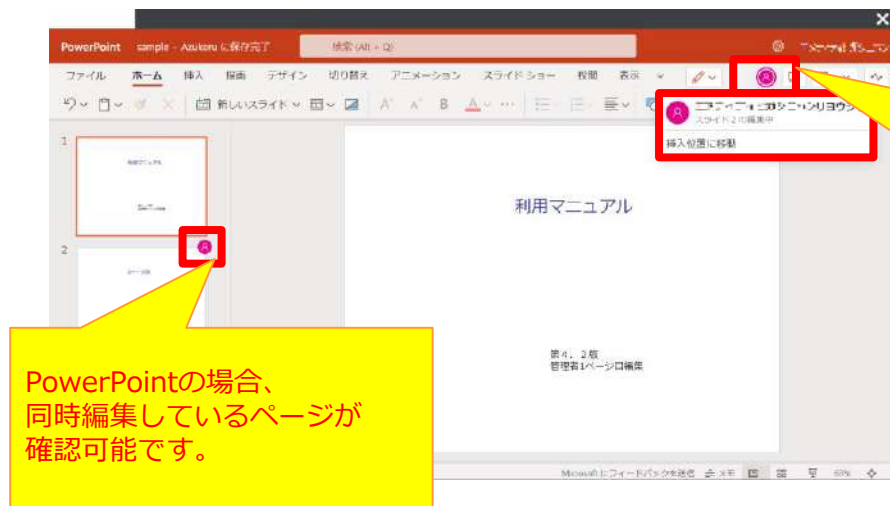 PowerPoint sample - Azukaru に保存完了 検索 (Alt + Q)
ファイル ホーム 挿入 描画 デザイン 切り替え アニメーション スライド ショー 校閲 表示
新しいスライド B A
スライド 2 の編集中
挿入位置に移動
1
利用マニュアル
2
第4.2版
管理者1ページ目編集
PowerPointの場合、
同時編集しているページが
確認可能です。
Microsoft にフィードバックを送信 メモ